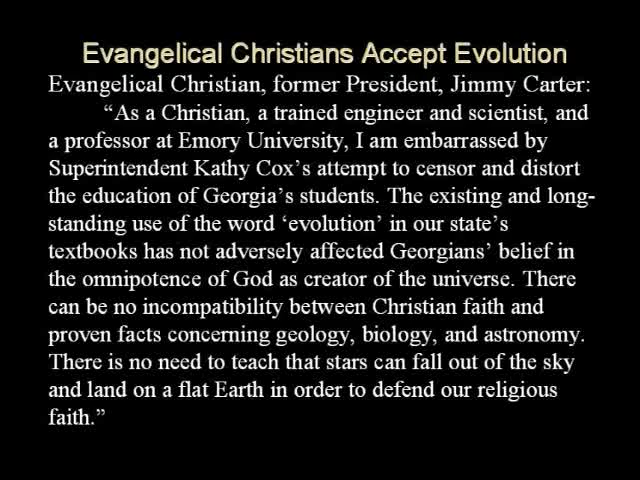 Evangelical Christians Accept Evolution
Evangelical Christian, former President, Jimmy Carter:
“As a Christian, a trained engineer and scientist, and
a professor at Emory University, I am embarrassed by
Superintendent Kathy Cox’s attempt to censor and distort
the education of Georgia’s students. The existing and long-
standing use of the word ‘evolution’ in our state’s
textbooks has not adversely affected Georgians’ belief in
the omnipotence of God as creator of the universe. There
can be no incompatibility between Christian faith and
proven facts concerning geology, biology, and astronomy.
There is no need to teach that stars can fall out of the sky
and land on a flat Earth in order to defend our religious
faith.”